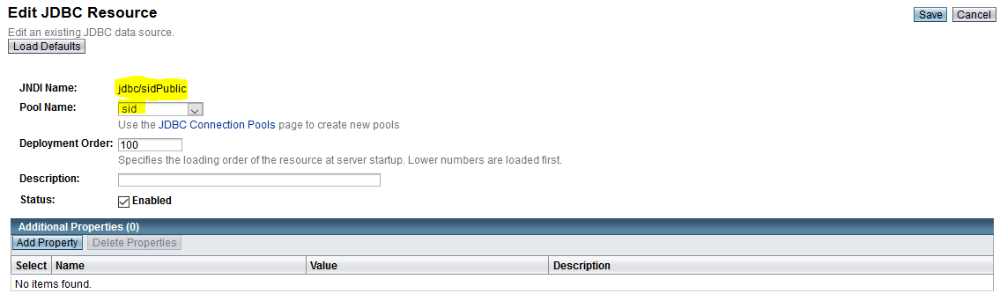 Edit JDBC Resource
Save Cancel
Edit an existing JDBC data source.
Load Defaults
JNDI Name: jdbc/sidPublic
Pool Name: sid
Use the JDBC Connection Pools page to create new pools
Deployment Order: 100
Specifies the loading order of the resource at server startup. Lower numbers are loaded first.
Description:
Status: Enabled
Additional Properties (0)
Add Property Delete Properties
Select Name Value Description
No items found.